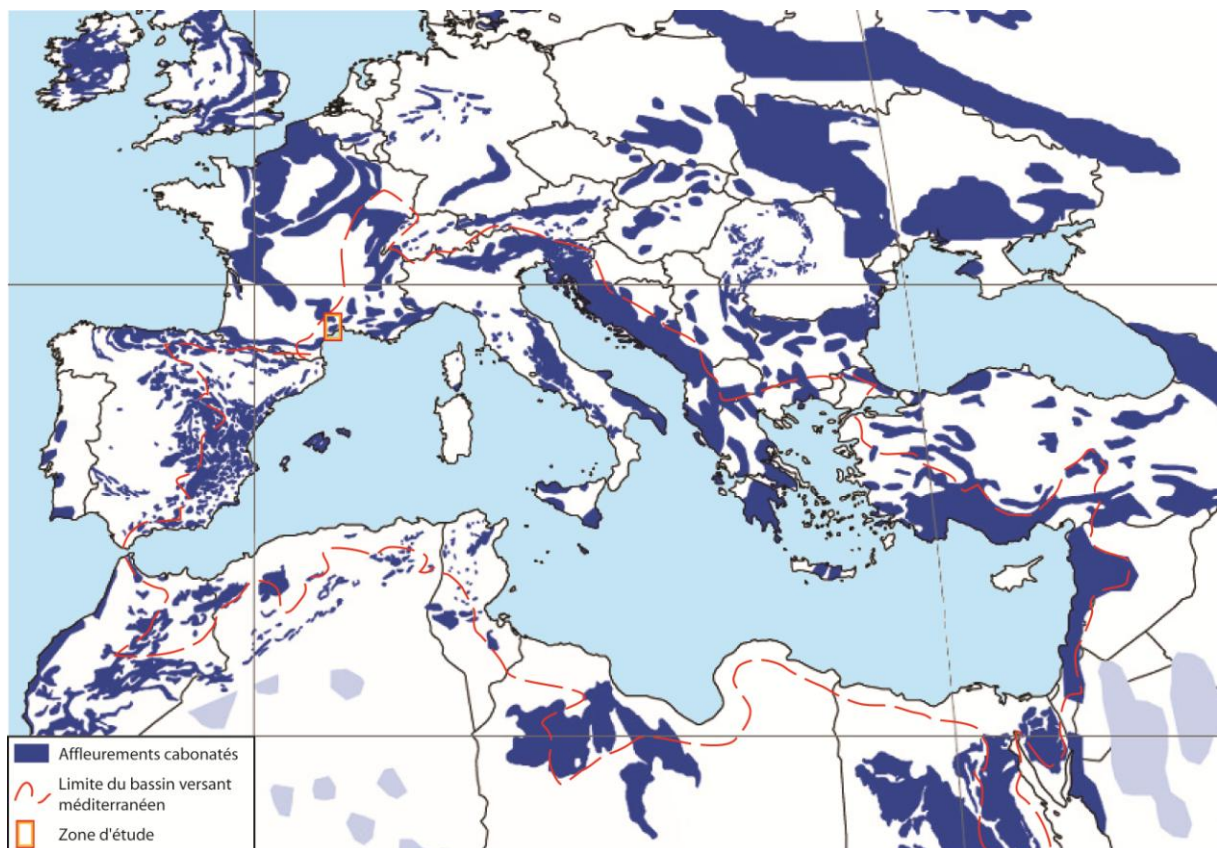 Affleurements cabonatés
Limite du bassin versant
méditerranéen
Zone d'étude